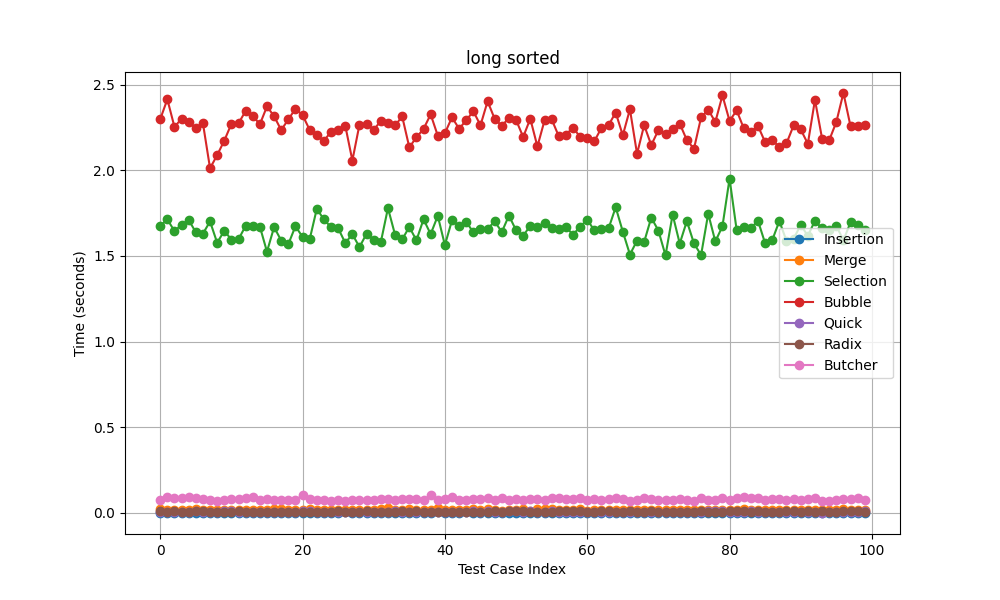 long sorted
2.5
2.0
1.5
1.0
0.5
0.0
Time (seconds)
Insertion
Merge
Selection
Bubble
Quick
Radix
Butcher
0 20 40 60 80 100
Test Case Index